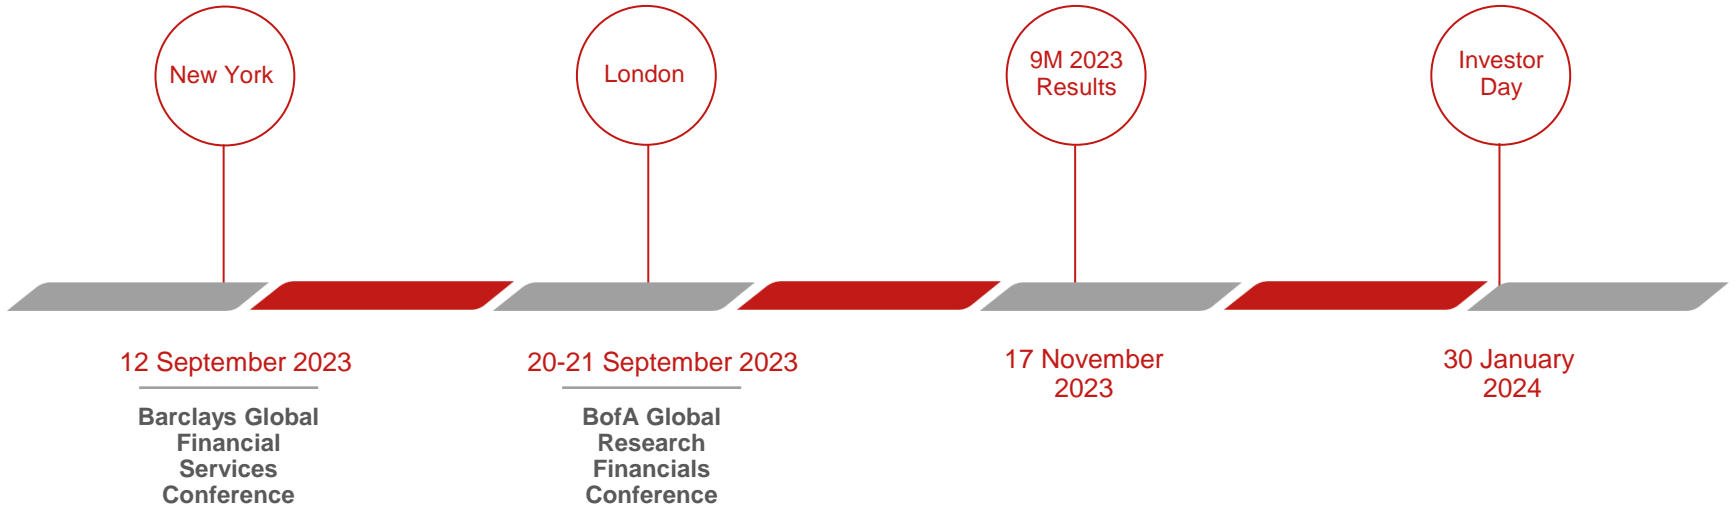 New York
London
9M 2023
Results
Investor
Day
12 September 2023
Barclays Global
Financial
Services
Conference
20-21 September 2023
BofA Global
Research
Financials
Conference
17 November
2023
30 January
2024